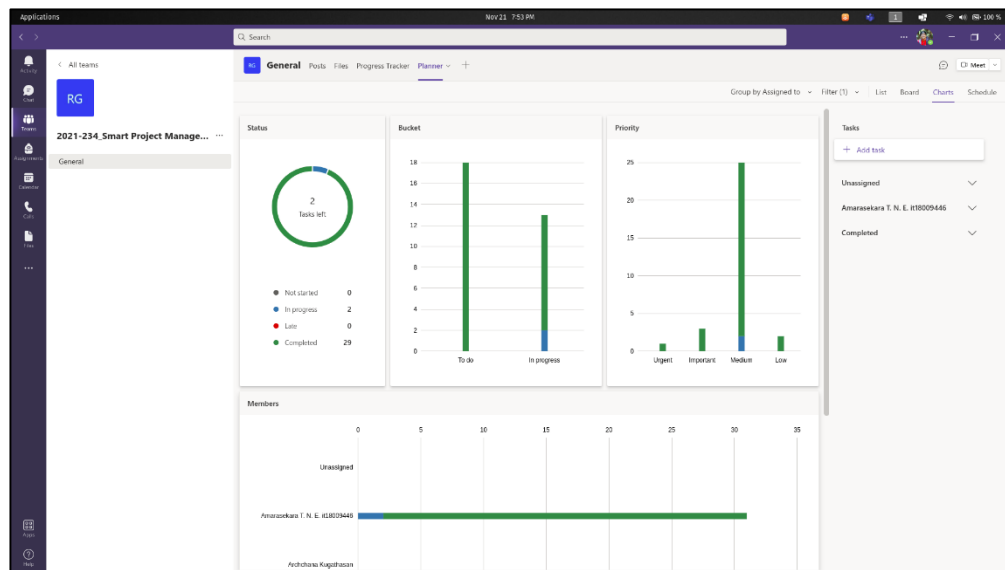 Applications
Nov 21 7:53 PM
1
100 %
Search
Activity
Chat
Teams
Assignments
Calendar
Calls
Files
Apps
Help
All teams
RG
2021-234_Smart Project Manage... ...
General
RG General Posts Files Progress Tracker Planner
Meet
Group by Assigned to Filter (1) List Board Charts Schedule
Status
2
Tasks left
Not started 0
In progress 2
Late 0
Completed 29
Bucket
18
16
14
12
10
8
6
4
2
0
To do In progress
Priority
25
20
15
10
5
0
Urgent Important Medium Low
Tasks
+ Add task
Unassigned
Amarasekara T. N. E. it18009446
Completed
Members
0 5 10 15 20 25 30 35
Unassigned
Amarasekara T. N. E. it18009446
Archchana Kugathasan